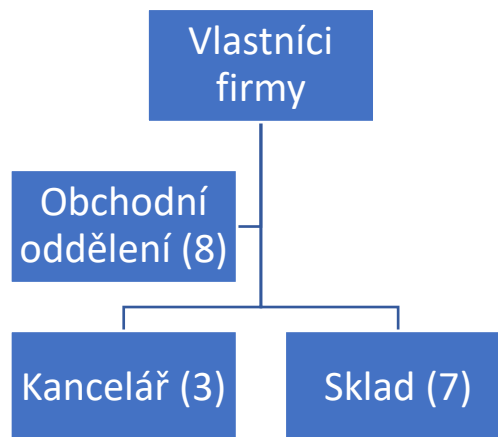 Vlastníci
firmy
Obchodní
oddělení (8)
Kancelář (3)
Sklad (7)